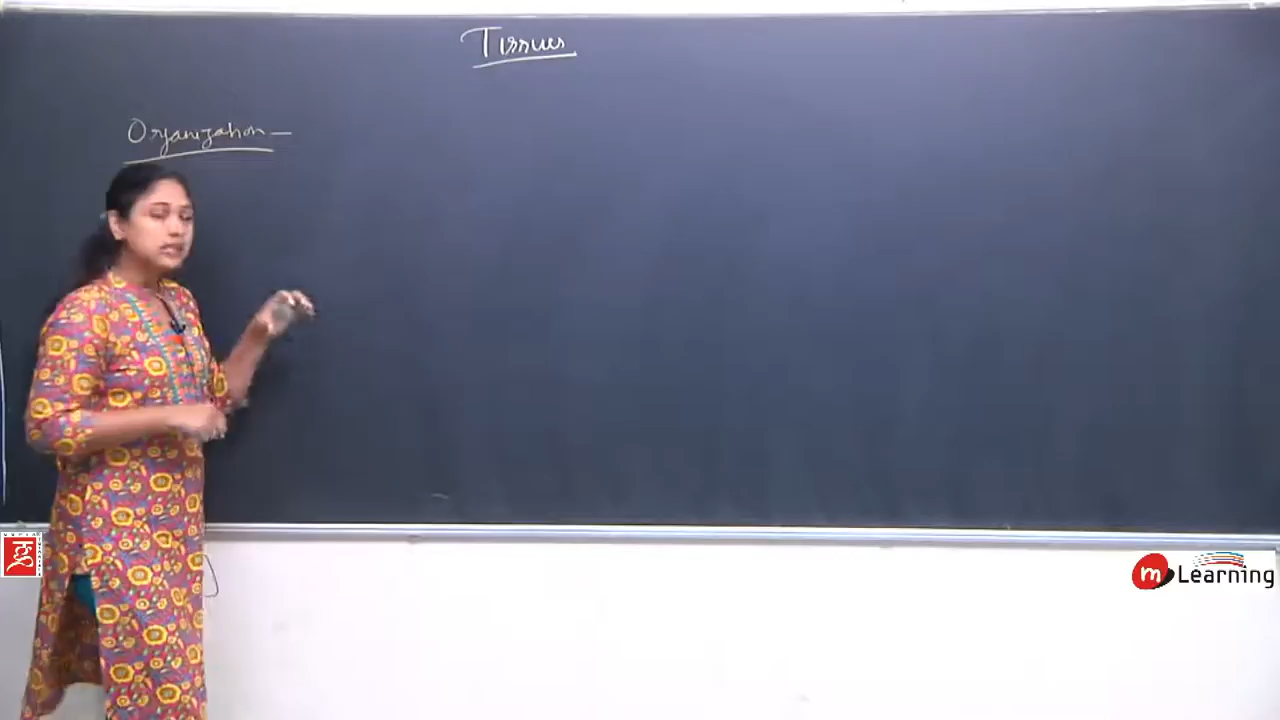 Tissues
Organization —
m Learning